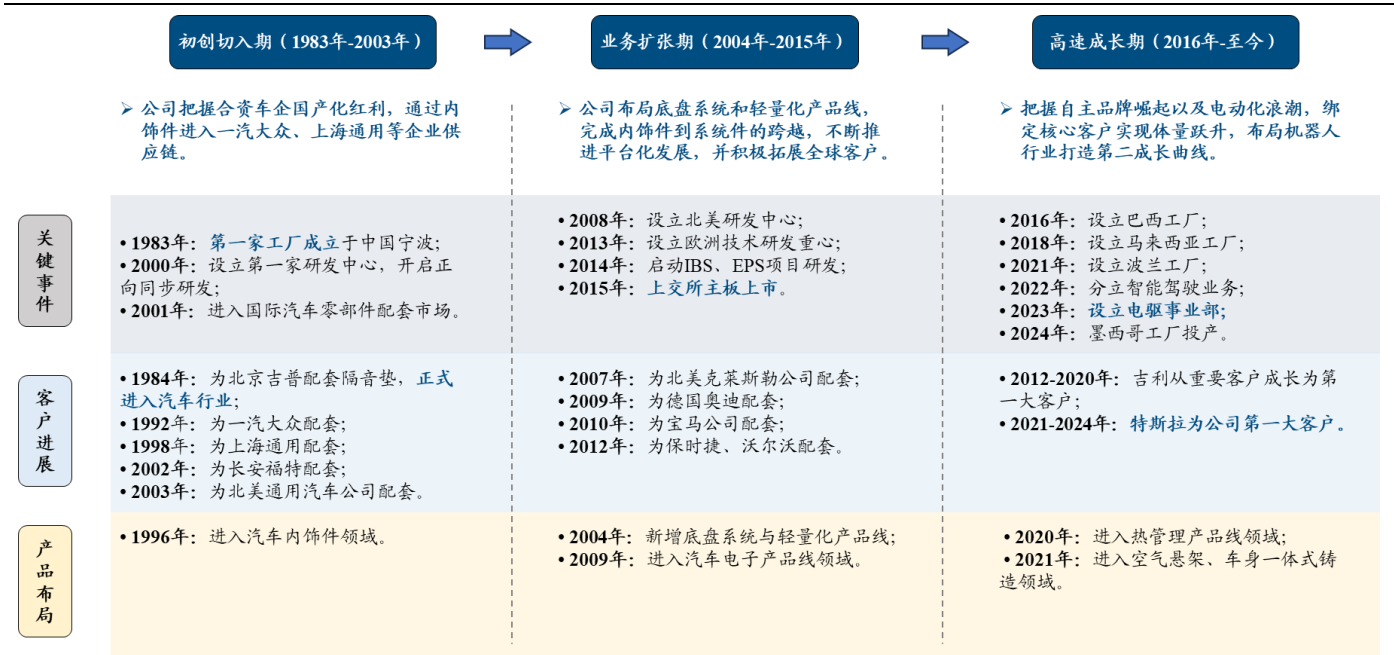 初创切入期（1983年-2003年）
业务扩张期（2004年-2015年）
高速成长期（2016年-至今）
➢ 公司把握合资车企国产化红利，通过内
饰件进入一汽大众、上海通用等企业供
应链。
➢ 公司布局底盘系统和轻量化产品线，
完成内饰件到系统件的跨越，不断推
进平台化发展，并积极拓展全球客户。
➢ 把握自主品牌崛起以及电动化浪潮，绑
定核心客户实现体量跃升，布局机器人
行业打造第二成长曲线。
关键事件
• 1983年：第一家工厂成立于中国宁波；
• 2000年：设立第一家研发中心，开启正
向同步研发；
• 2001年：进入国际汽车零部件配套市场。
• 2008年：设立北美研发中心；
• 2013年：设立欧洲技术研发重心；
• 2014年：启动IBS、EPS项目研发；
• 2015年：上交所主板上市。
• 2016年：设立巴西工厂；
• 2018年：设立马来西亚工厂；
• 2021年：设立波兰工厂；
• 2022年：分立智能驾驶业务；
• 2023年：设立电驱事业部；
• 2024年：墨西哥工厂投产。
客户进展
• 1984年：为北京吉普配套隔音垫，正式
进入汽车行业；
• 1992年：为一汽大众配套；
• 1998年：为上海通用配套；
• 2002年：为长安福特配套；
• 2003年：为北美通用汽车公司配套。
• 2007年：为北美克莱斯勒公司配套；
• 2009年：为德国奥迪配套；
• 2010年：为宝马公司配套；
• 2012年：为保时捷、沃尔沃配套。
• 2012-2020年：吉利从重要客户成长为第
一大客户；
• 2021-2024年：特斯拉为公司第一大客户。
产品布局
• 1996年：进入汽车内饰件领域。
• 2004年：新增底盘系统与轻量化产品线；
• 2009年：进入汽车电子产品线领域。
• 2020年：进入热管理产品线领域；
• 2021年：进入空气悬架、车身一体式铸
造领域。